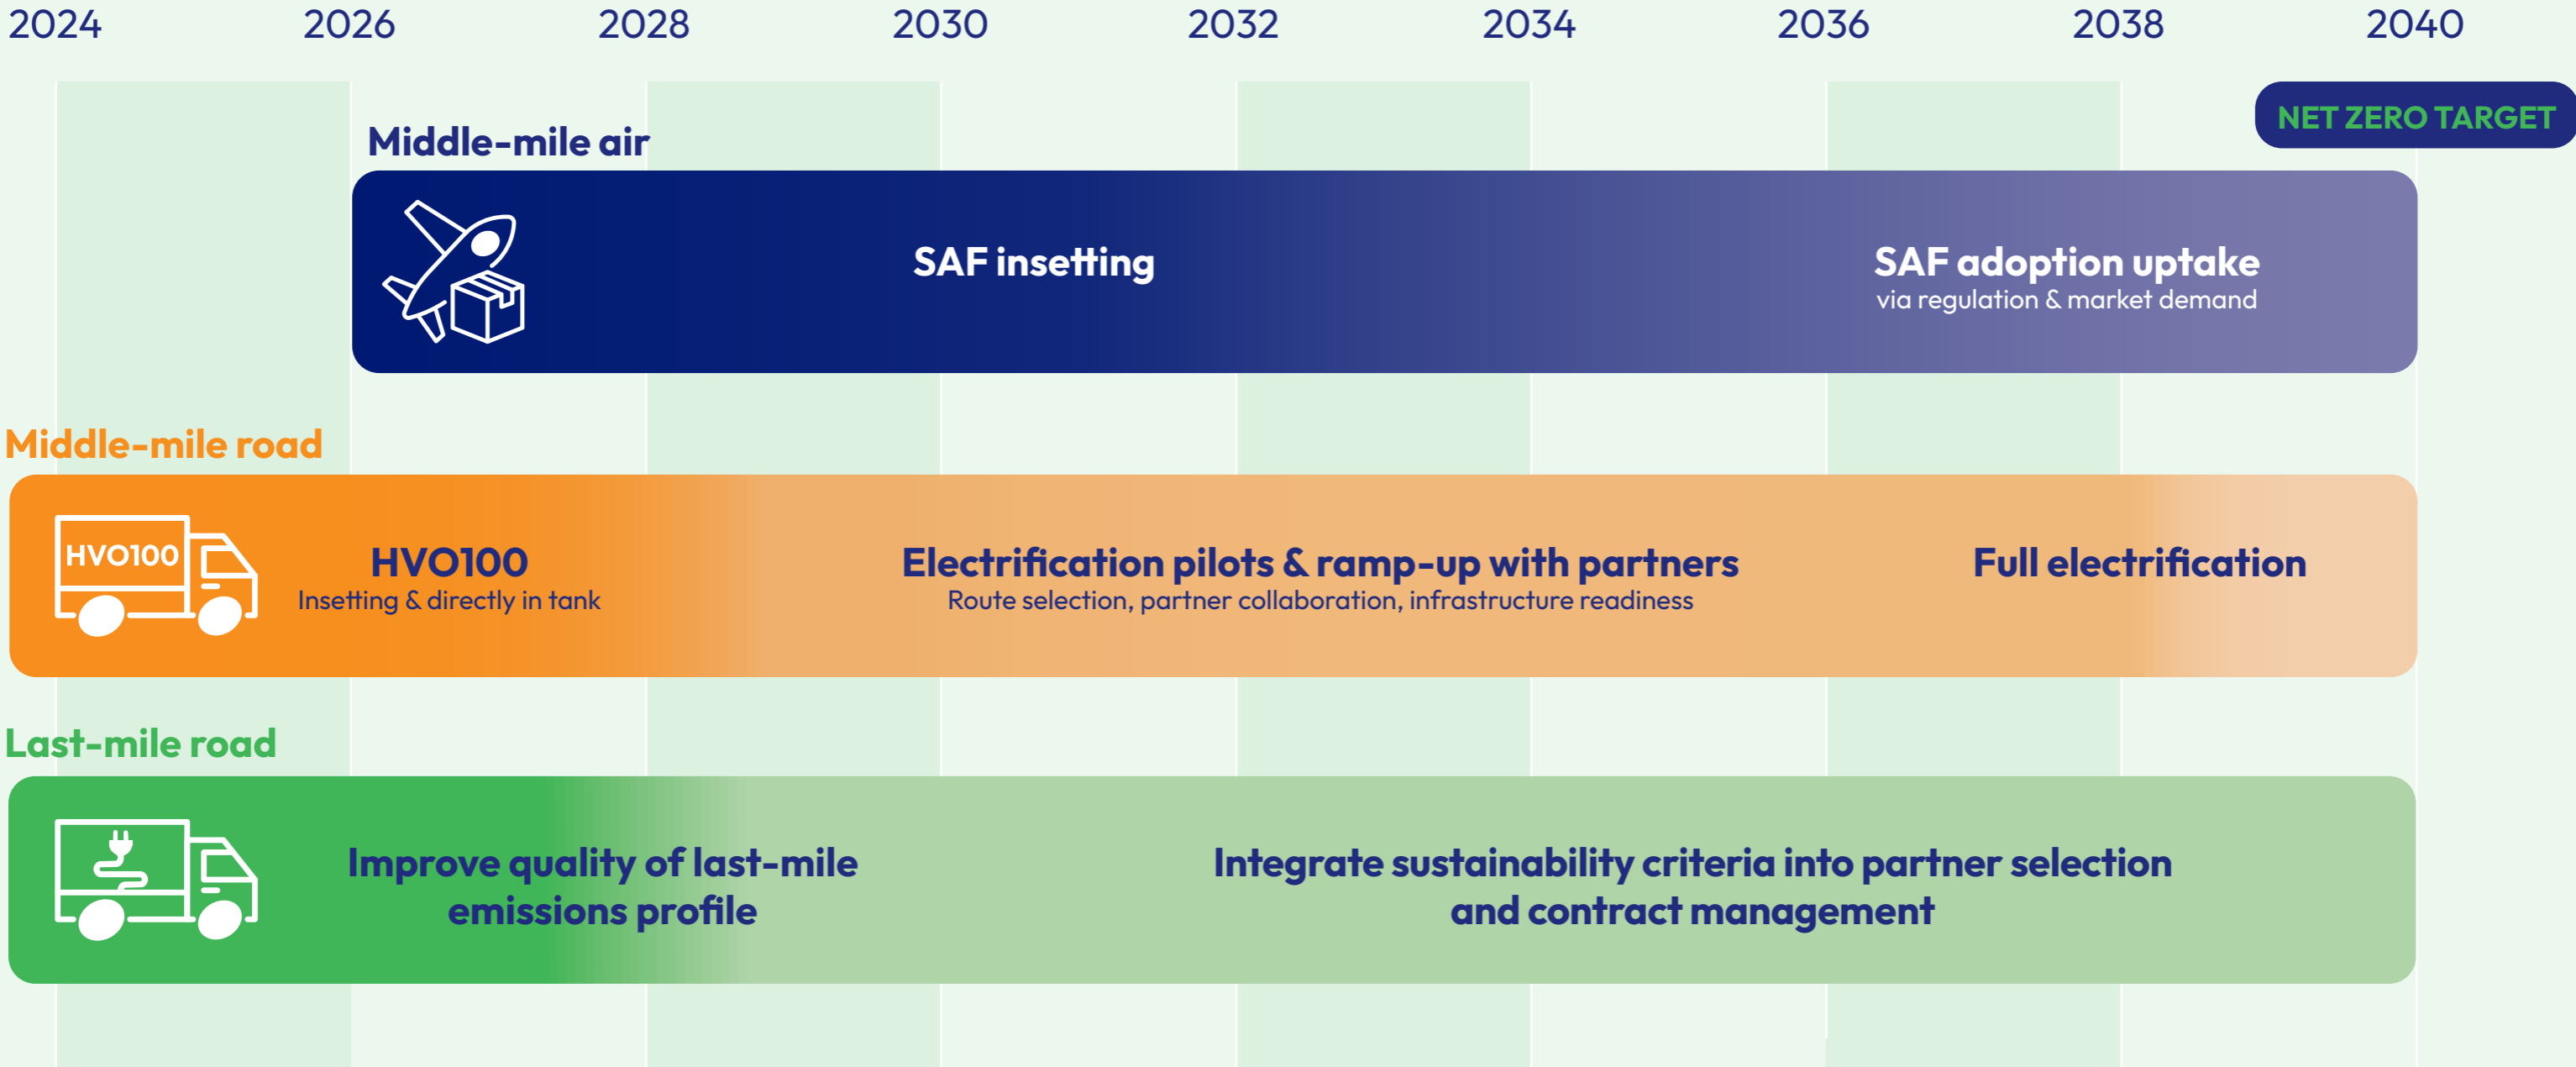 2024 2026 2028 2030 2032 2034 2036 2038 2040
NET ZERO TARGET
Middle-mile air
SAF insetting
SAF adoption uptake
via regulation & market demand
Middle-mile road
HVO100
HVO100
Insetting & directly in tank
Electrification pilots & ramp-up with partners
Route selection, partner collaboration, infrastructure readiness
Full electrification
Last-mile road
Improve quality of last-mile
emissions profile
Integrate sustainability criteria into partner selection
and contract management